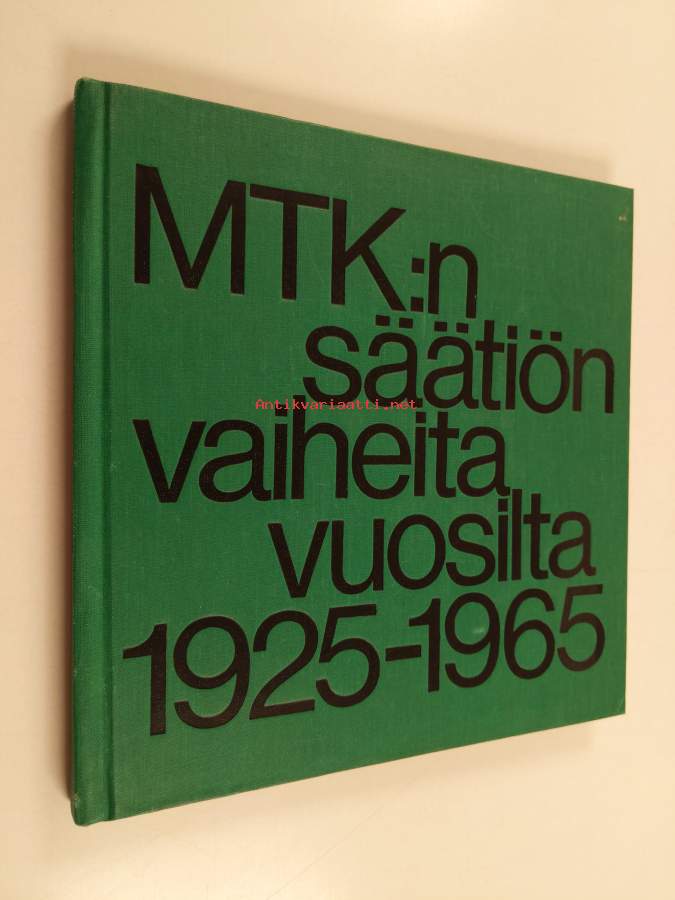 MTK:n
säätiön
Antikvariaatti.net
vaiheita
vuosilta
1925-1965